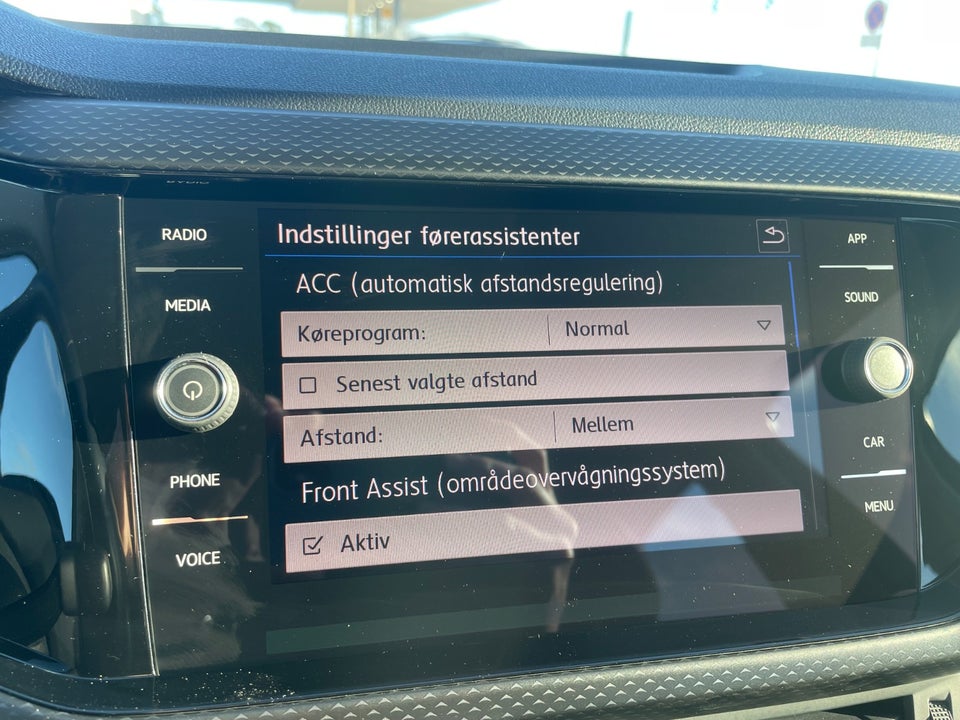 RADIO
MEDIA
PHONE
VOICE
Indstillinger førerassistenter
ACC (automatisk afstandsregulering)
Køreprogram: Normal
Senest valgte afstand
Afstand: Mellem
Front Assist (områdeovervågningssystem)
Aktiv
APP
SOUND
CAR
MENU